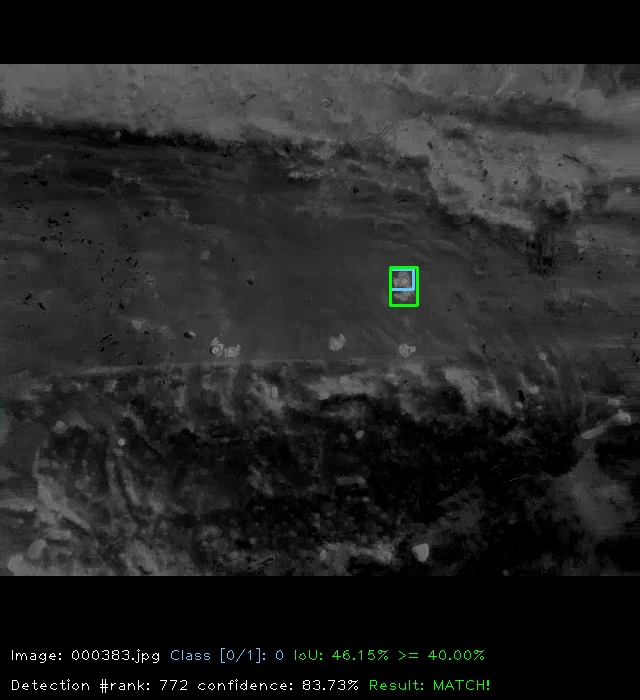 Image: 000383.jpg Class [0/1]: 0 IoU: 46.15% >= 40.00%
Detection #rank: 772 confidence: 83.73% Result: MATCH!